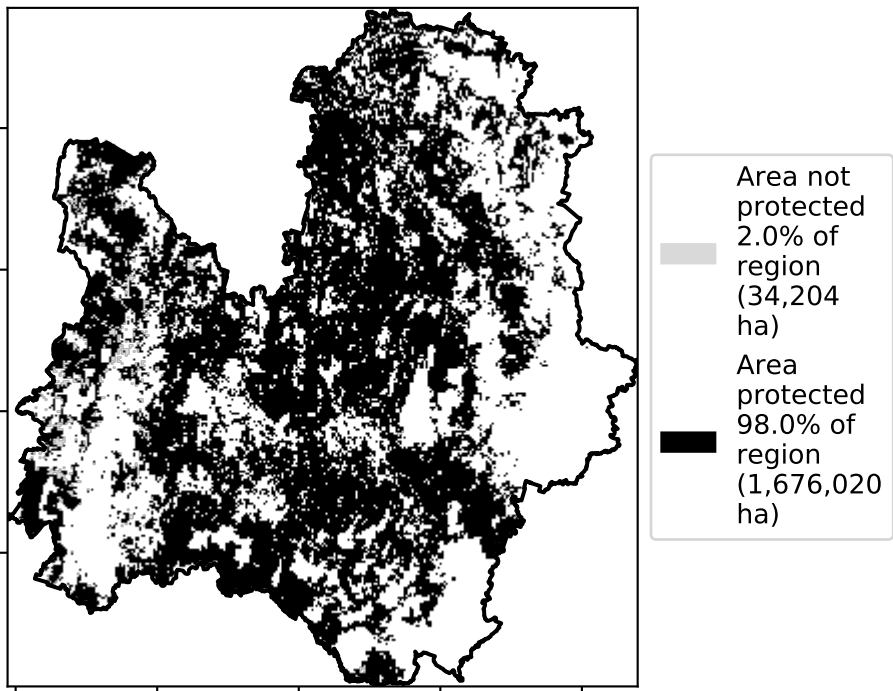 Area not
protected
2.0% of
region
(34,204
ha)
Area
protected
98.0% of
region
(1,676,020
ha)